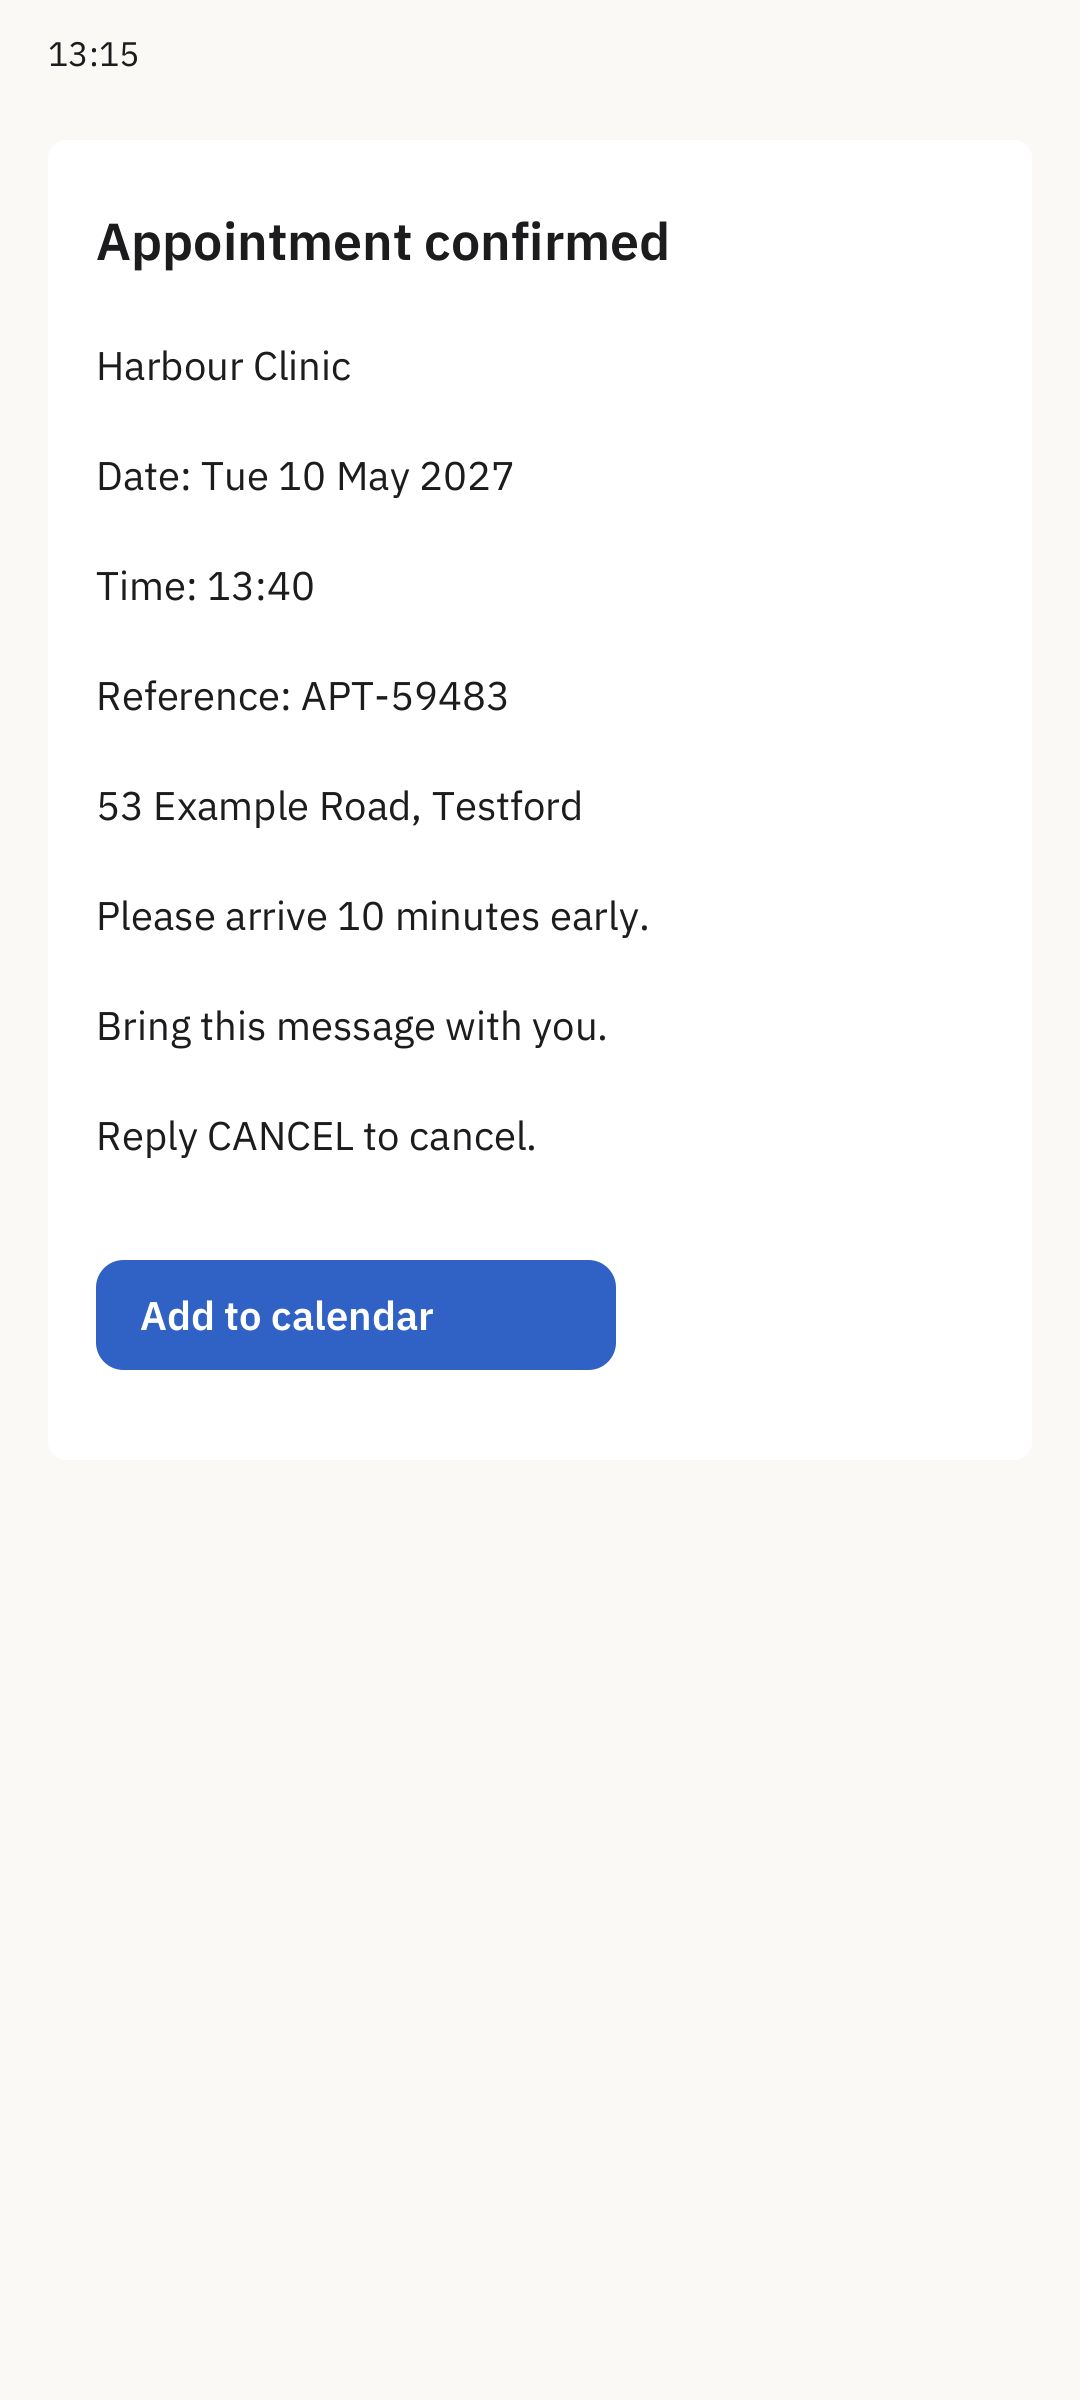 13:15
Appointment confirmed
Harbour Clinic
Date: Tue 10 May 2027
Time: 13:40
Reference: APT-59483
53 Example Road, Testford
Please arrive 10 minutes early.
Bring this message with you.
Reply CANCEL to cancel.
Add to calendar